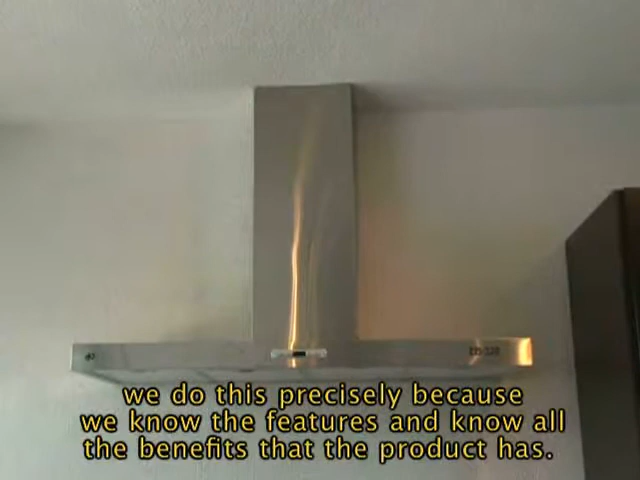 we do this precisely because
we know the features and know all
the benefits that the product has.